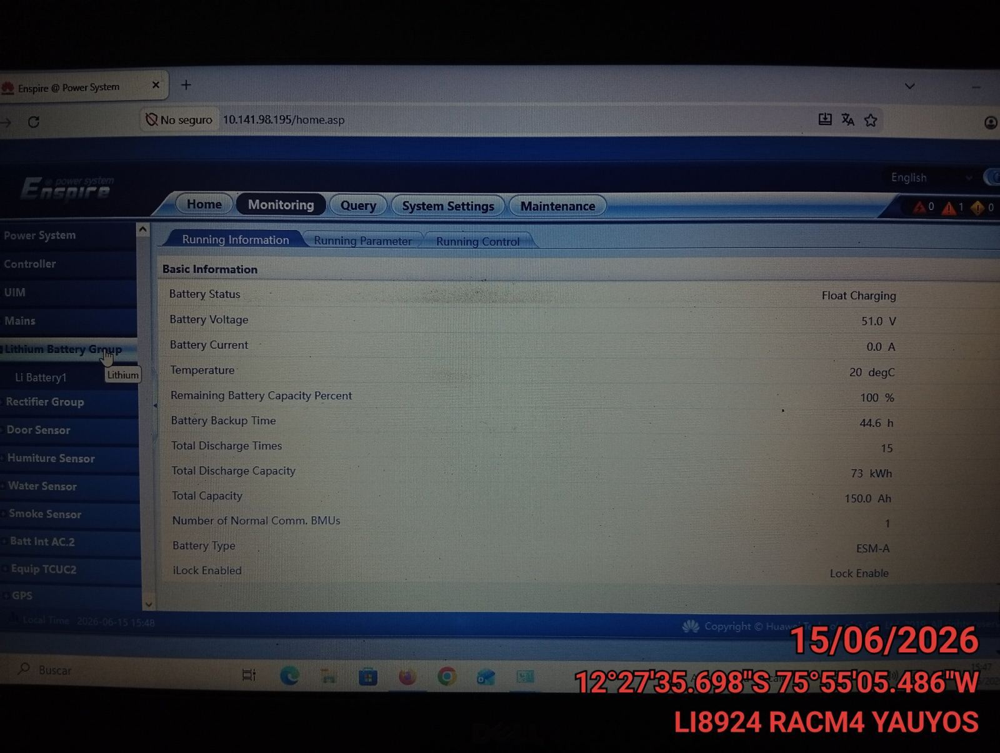 Enspire @ Power System
No seguro 10.141.98.195/home.asp
English
@ power system
Enspire
Home Monitoring Query System Settings Maintenance
0 1 0
Power System
Controller
UIM
Mains
Lithium Battery Group
Li Battery1
Lithium
Rectifier Group
Door Sensor
Humiture Sensor
Water Sensor
Smoke Sensor
Batt Int AC.2
Equip TCUC2
GPS
Running Information Running Parameter Running Control
Basic Information
Battery Status Float Charging
Battery Voltage 51.0 V
Battery Current 0.0 A
Temperature 20 degC
Remaining Battery Capacity Percent 100 %
Battery Backup Time 44.6 h
Total Discharge Times 15
Total Discharge Capacity 73 kWh
Total Capacity 150.0 Ah
Number of Normal Comm. BMUs 1
Battery Type ESM-A
iLock Enabled Lock Enable
Local Time 2026-06-15 15:48
Copyright © Huawei
Buscar
15:47
15/06/2026
12°27'35.698"S 75°55'05.486"W
LI8924 RACM4 YAUYOS
DELL